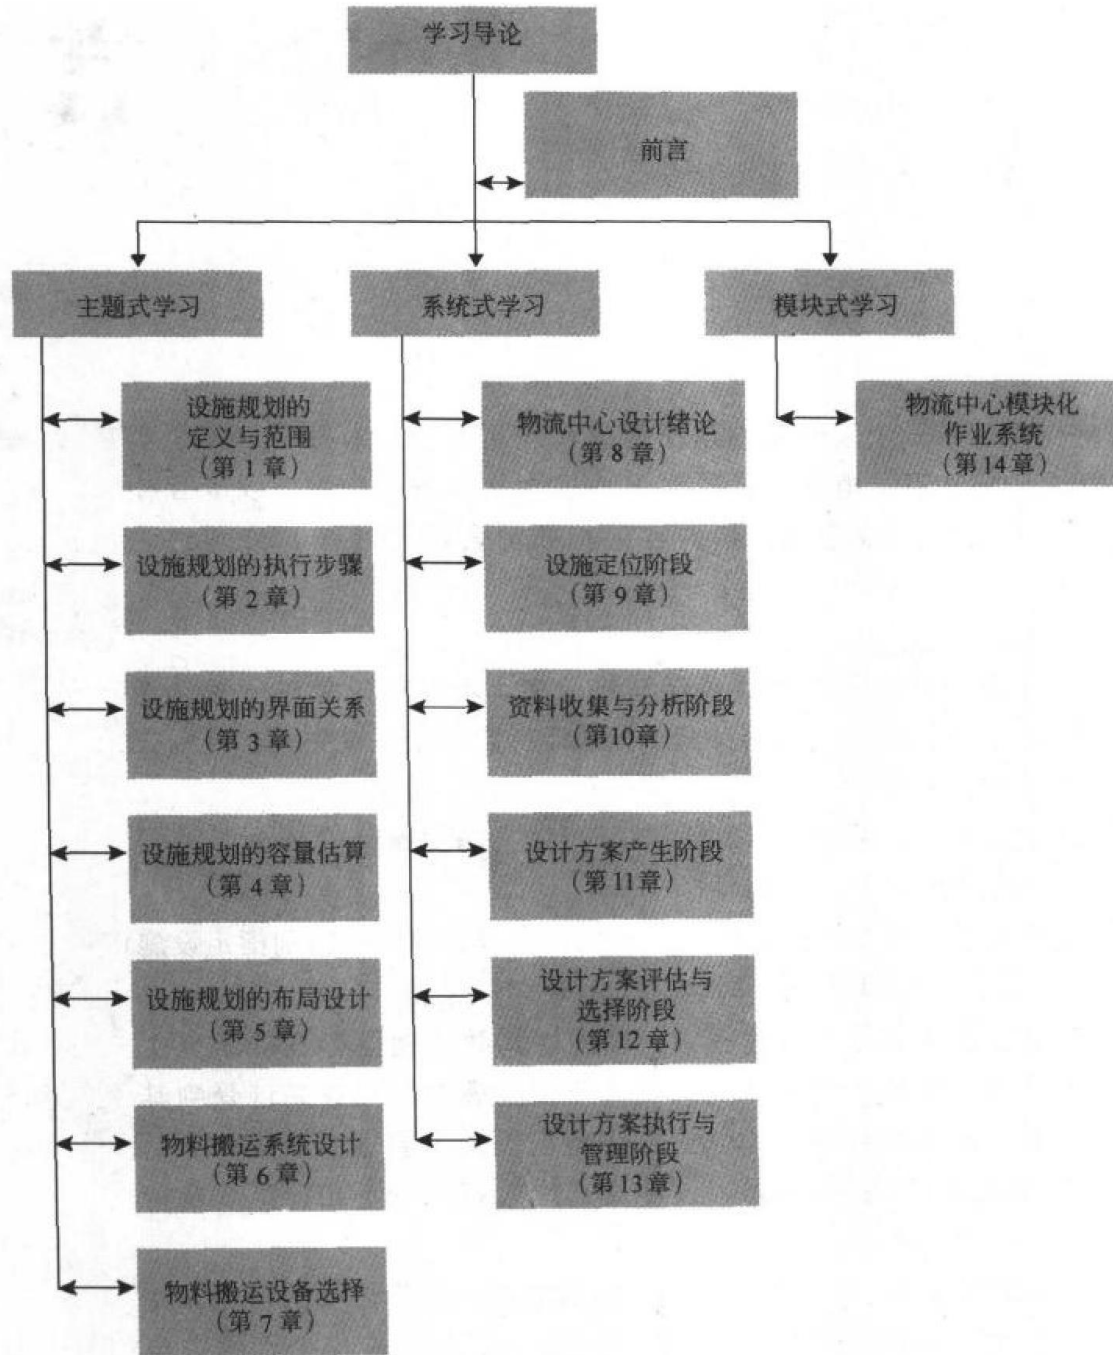 学习导论
前言
主题式学习
系统式学习
模块式学习
设施规划的
定义与范围
（第 1 章）
设施规划的执行步骤
（第 2 章）
设施规划的界面关系
（第 3 章）
设施规划的容量估算
（第 4 章）
设施规划的布局设计
（第 5 章）
物料搬运系统设计
（第 6 章）
物料搬运设备选择
（第 7 章）
物流中心设计绪论
（第 8 章）
设施定位阶段
（第 9 章）
资料收集与分析阶段
（第10章）
设计方案产生阶段
（第 11章）
设计方案评估与
选择阶段
（第 12 章）
设计方案执行与
管理阶段
（第 13章）
物流中心模块化
作业系统
（第 14章）